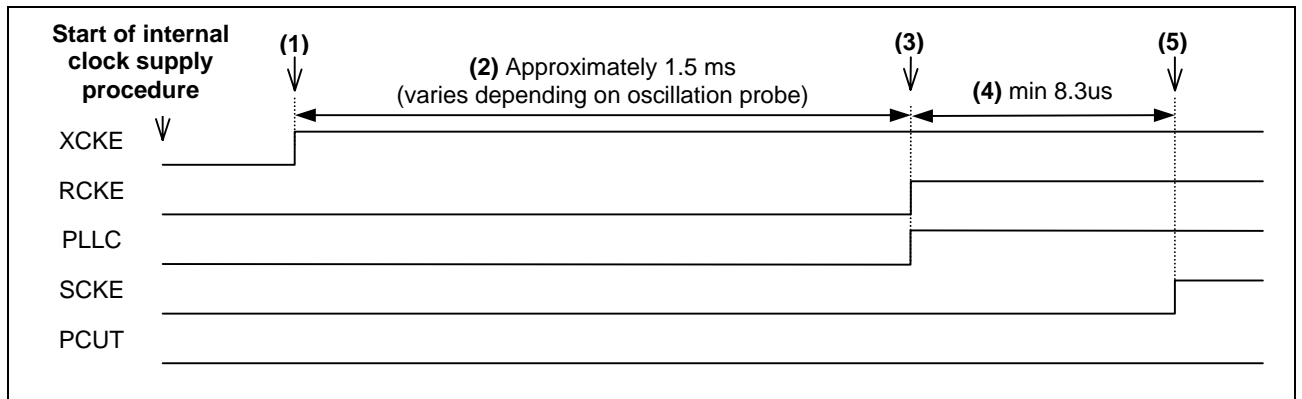 Start of internal
clock supply
procedure
(1)
(2) Approximately 1.5 ms
(varies depending on oscillation probe)
(3)
(4) min 8.3us
(5)
XCKE
RCKE
PLLC
SCKE
PCUT